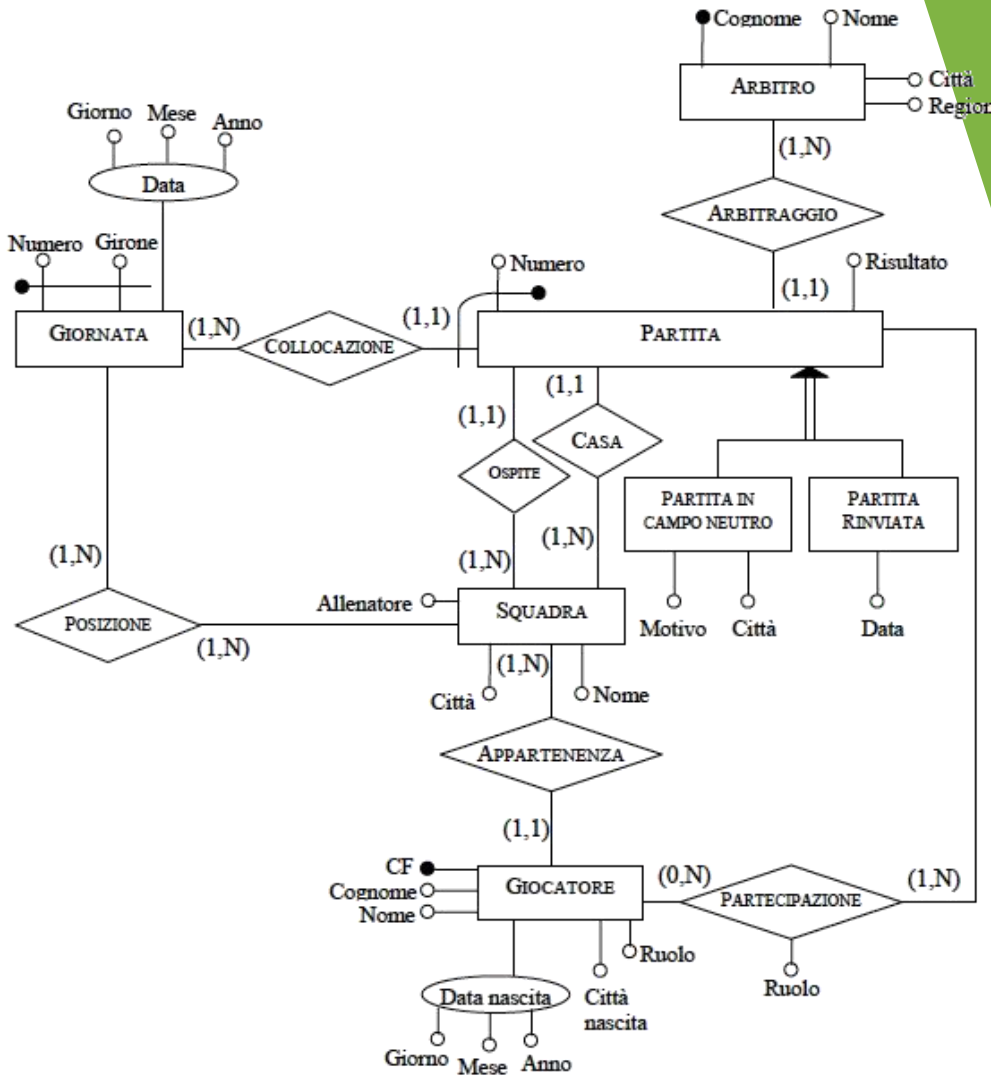 Cognome Nome
ARBITRO
Città
Region
(1,N)
ARBITRAGGIO
(1,1)
Giorno Mese Anno
Data
Numero Girone
GIORNATA
(1,N)
COLLOCAZIONE
(1,1)
Numero
Risultato
PARTITA
(1,1)
OSPITE
(1,N)
(1,1
CASA
(1,N)
PARTITA IN
CAMPO NEUTRO
Motivo Città
PARTITA
RINVIATA
Data
(1,N)
POSIZIONE
(1,N)
Allenatore
SQUADRA
Città
Nome
(1,N)
APPARTENENZA
(1,1)
CF
Cognome
Nome
GIOCATORE
(0,N)
PARTECIPAZIONE
(1,N)
Ruolo
Ruolo
Città
nascita
Data nascita
Giorno Mese Anno